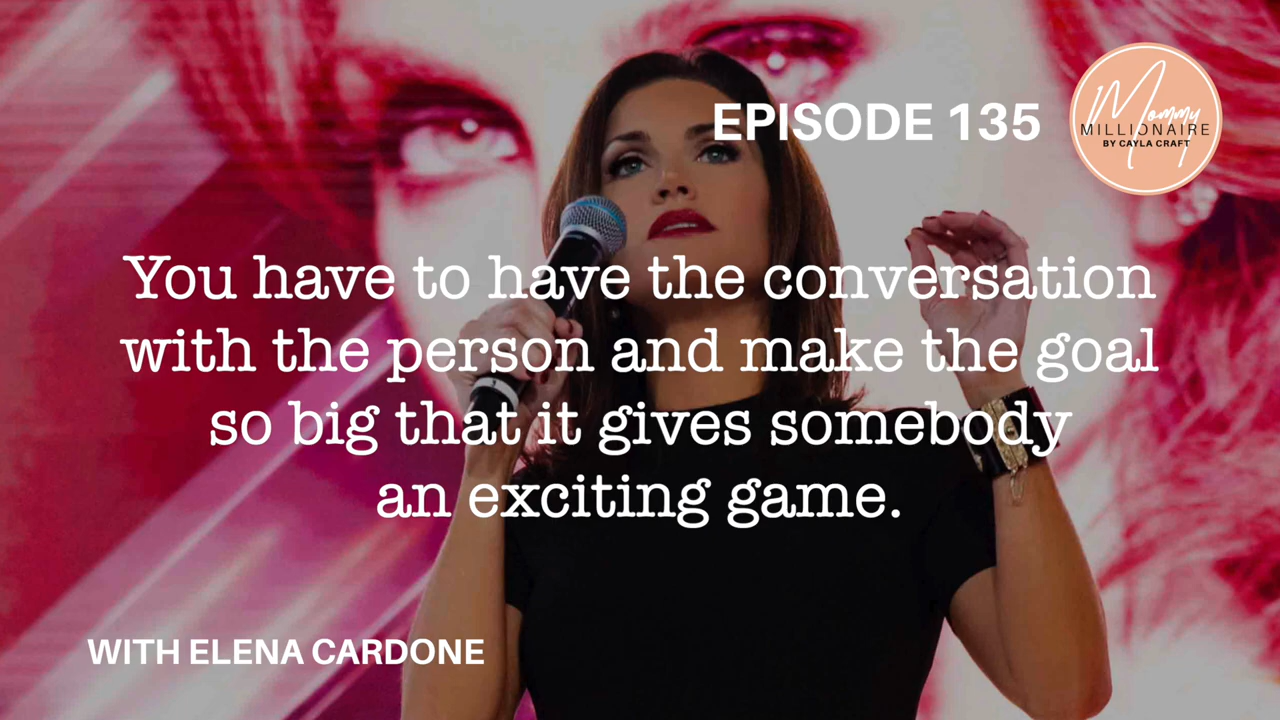 EPISODE 135
Mommy
MILLIONAIRE
BY CAYLA CRAFT
You have to have the conversation
with the person and make the goal
so big that it gives somebody
an exciting game.
WITH ELENA CARDONE